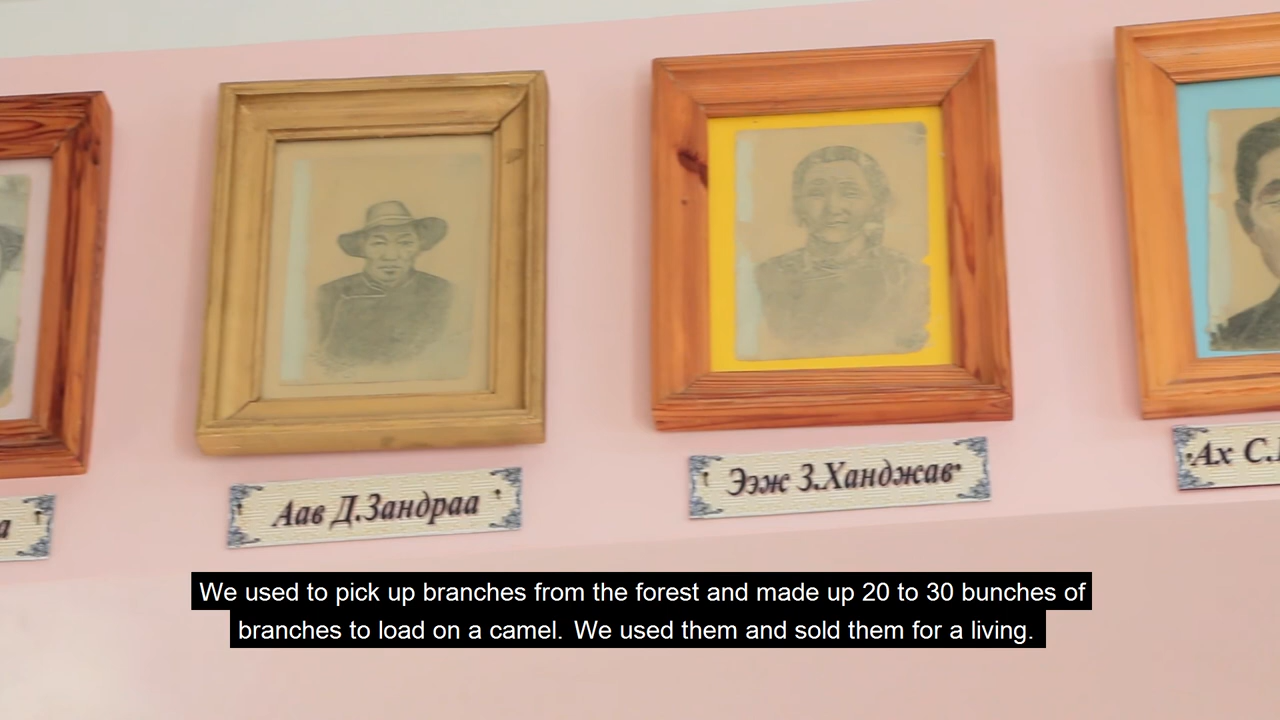 Аав Д.Зандраа
Ээж З.Ханджав
Ах С.
We used to pick up branches from the forest and made up 20 to 30 bunches of
branches to load on a camel. We used them and sold them for a living.